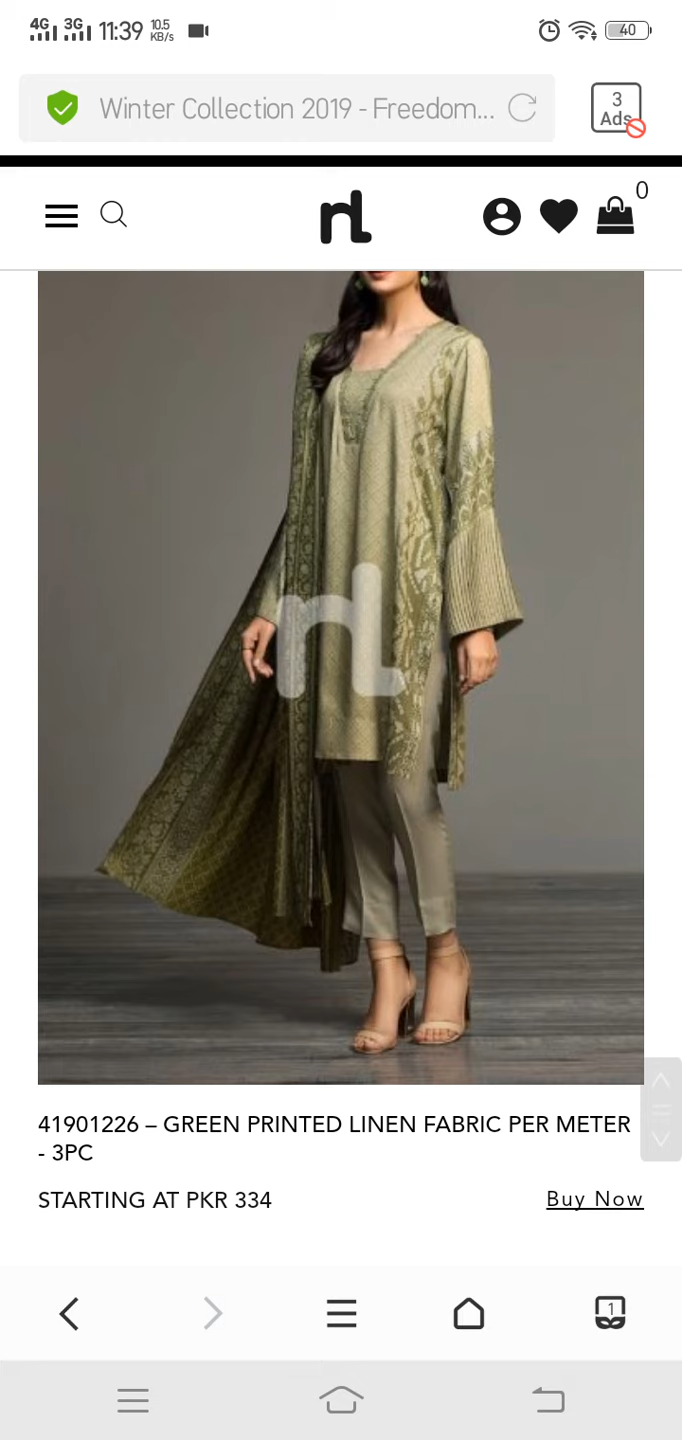 4G 3G 11:39 10.5 KB/s 40
Winter Collection 2019 - Freedom...
3
Ads
nl
0
nl
41901226 – GREEN PRINTED LINEN FABRIC PER METER
- 3PC
STARTING AT PKR 334 Buy Now
1